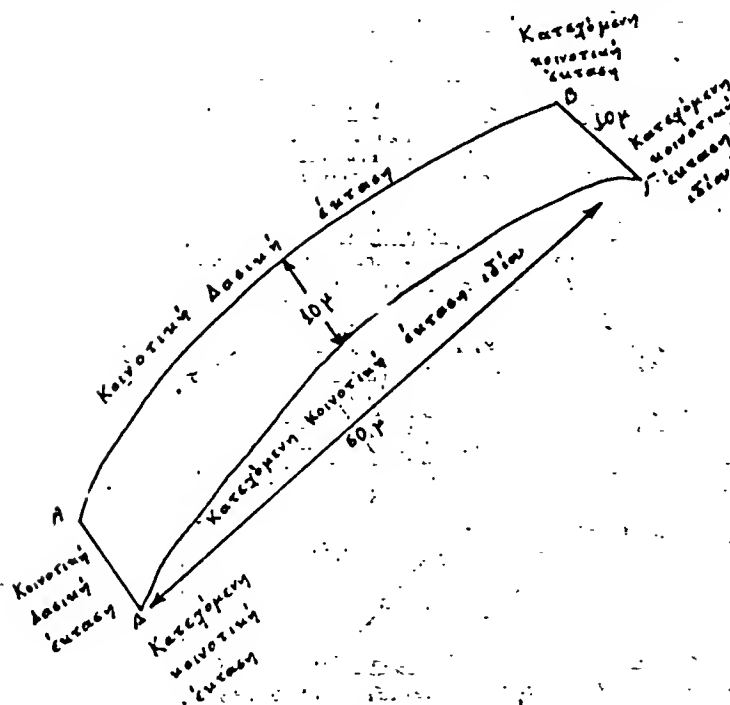 Κατεχόμενη
κοινοτική
έκταση
Β
10μ
Κατεχόμενη
κοινοτική
έκταση
ιδίου
Γ
Κοινοτική Δασική έκταση
10μ
Κατεχόμενη Κοινοτική έκταση ιδίου
60μ
Α
Κοινοτική
Δασική
έκταση
Δ
Κατεχόμενη
κοινοτική
έκταση